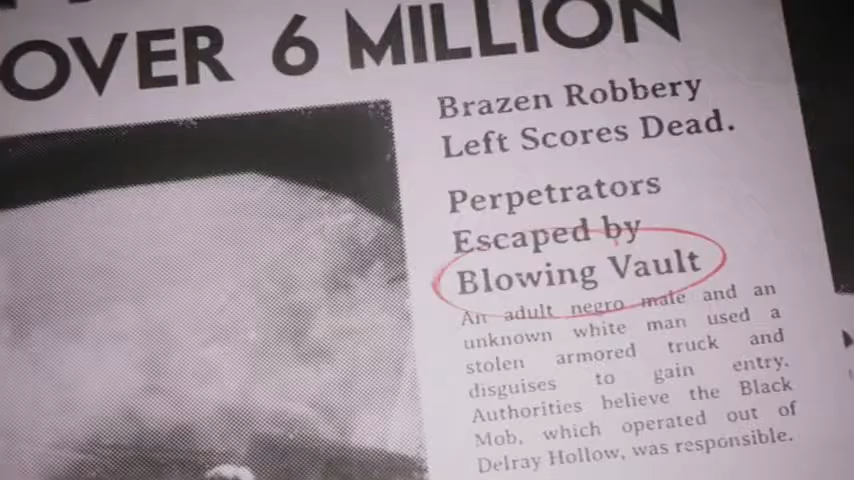 OVER 6 MILLION
Brazen Robbery
Left Scores Dead.
Perpetrators
Escaped by
Blowing Vault
An adult negro male and an
unknown white man used a
stolen armored truck and
disguises to gain entry.
Authorities believe the Black
Mob, which operated out of
Delray Hollow, was responsible.